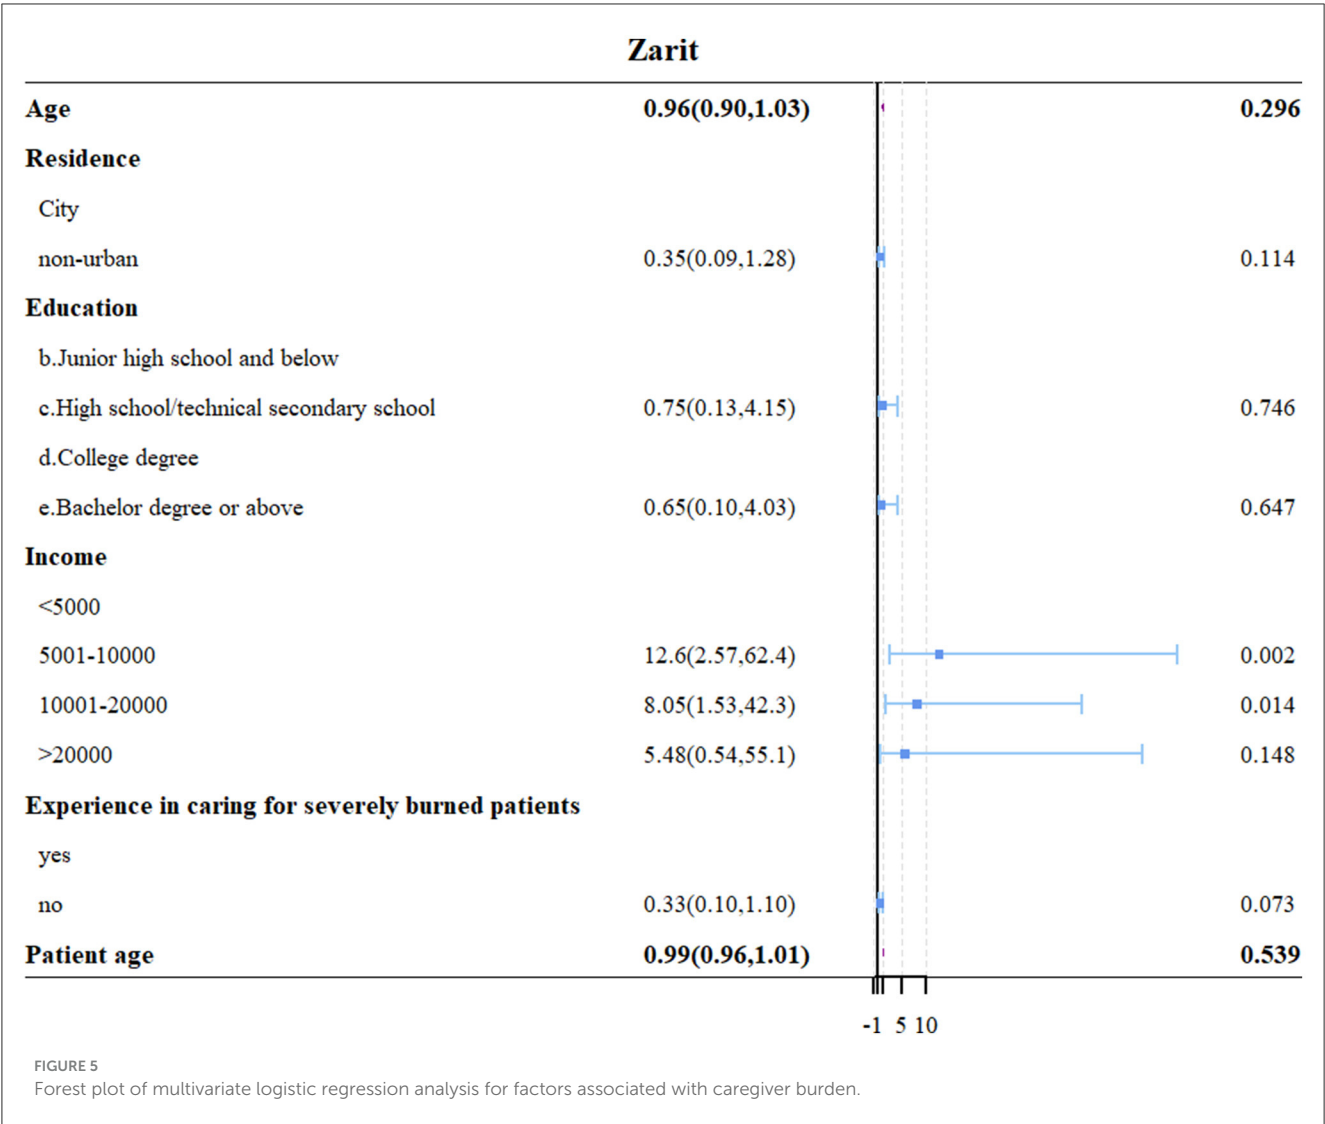 Zarit
Age 0.96(0.90,1.03) 0.296
Residence
City
non-urban 0.35(0.09,1.28) 0.114
Education
b.Junior high school and below
c.High school/technical secondary school 0.75(0.13,4.15) 0.746
d.College degree
e.Bachelor degree or above 0.65(0.10,4.03) 0.647
Income
<5000
5001-10000 12.6(2.57,62.4) 0.002
10001-20000 8.05(1.53,42.3) 0.014
>20000 5.48(0.54,55.1) 0.148
Experience in caring for severely burned patients
yes
no 0.33(0.10,1.10) 0.073
Patient age 0.99(0.96,1.01) 0.539
-1 5 10
FIGURE 5
Forest plot of multivariate logistic regression analysis for factors associated with caregiver burden.